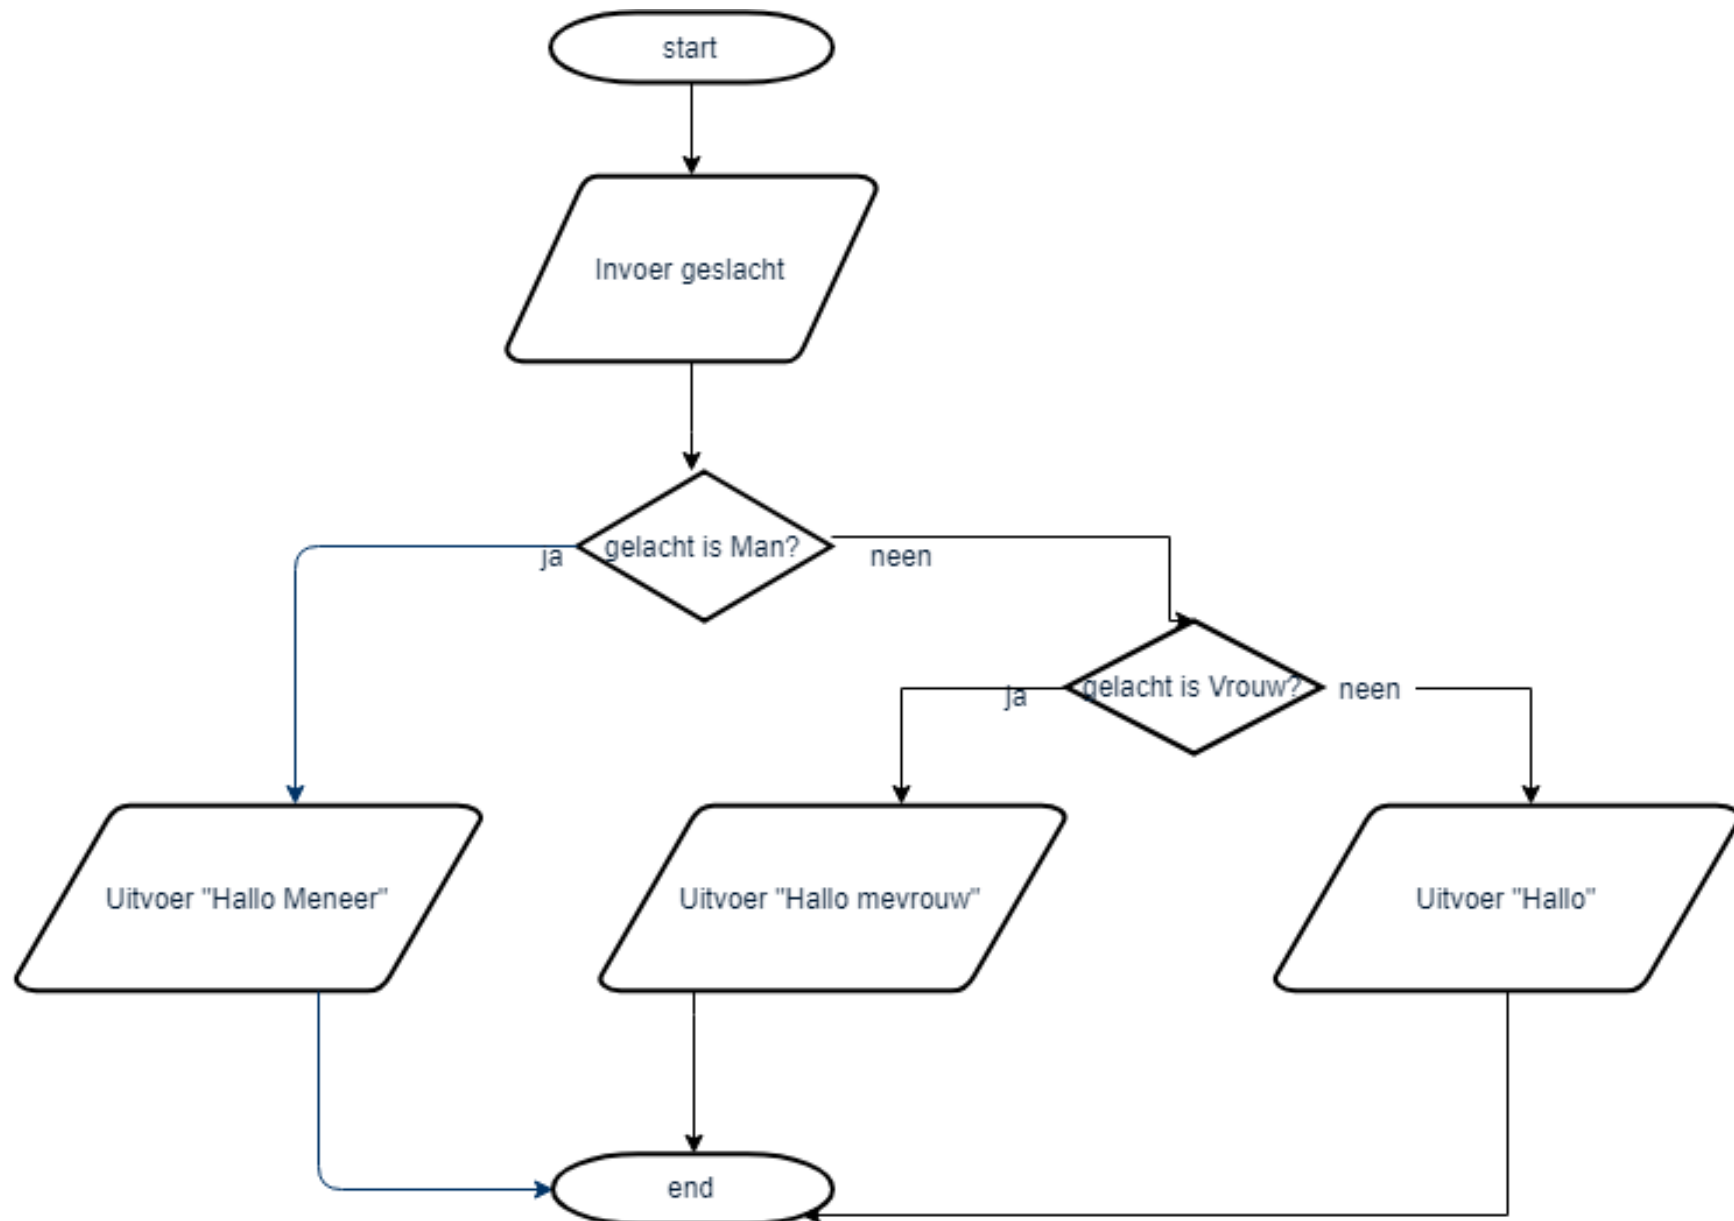 start
Invoer geslacht
gelacht is Man?
ja
neen
gelacht is Vrouw?
ja
neen
Uitvoer "Hallo Meneer"
Uitvoer "Hallo mevrouw"
Uitvoer "Hallo"
end